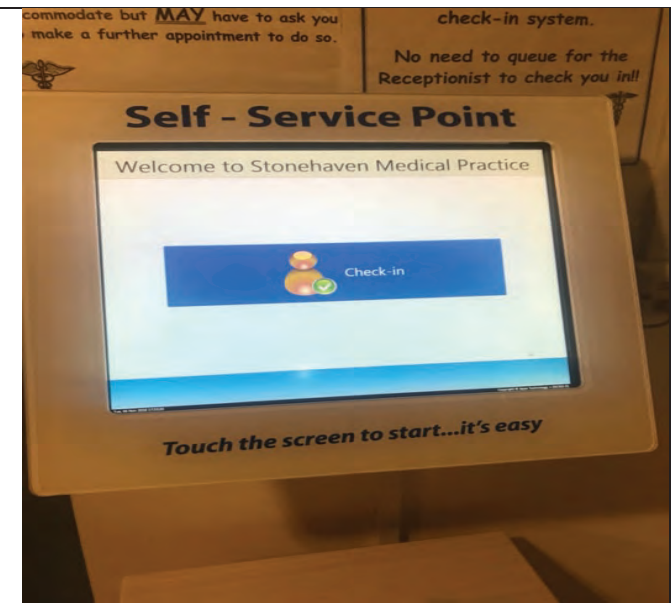 commodate but MAY have to ask you
make a further appointment to do so.
check-in system.
No need to queue for the
Receptionist to check you in!!
Self - Service Point
Welcome to Stonehaven Medical Practice
Check-in
Touch the screen to start...it's easy